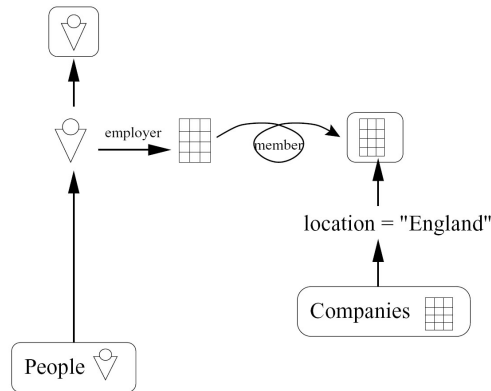 employer
member
location = "England"
Companies
People